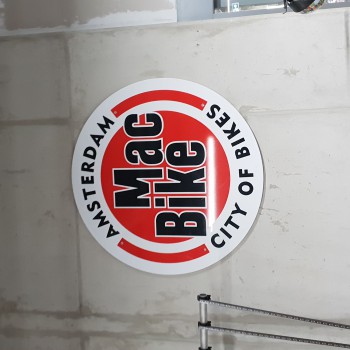 AMSTERDAM
Mac
Bike
CITY OF BIKES